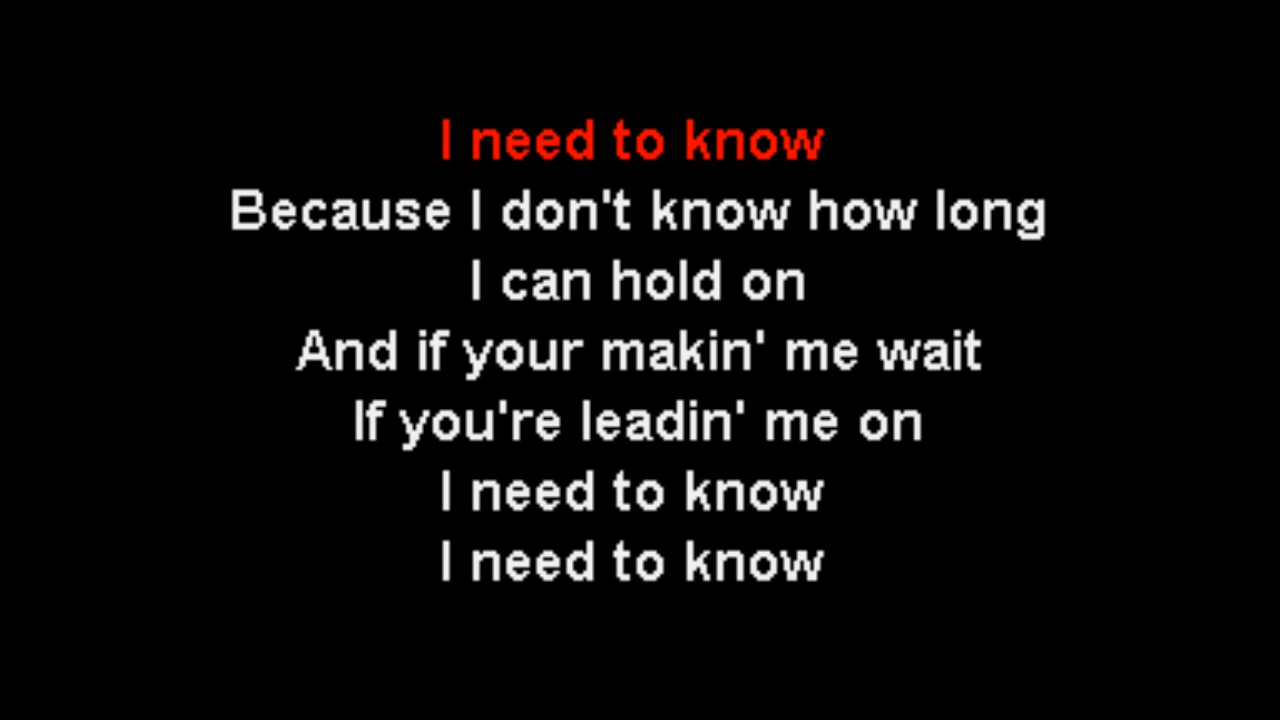 I need to know
Because I don't know how long
I can hold on
And if your makin' me wait
If you're leadin' me on
I need to know
I need to know